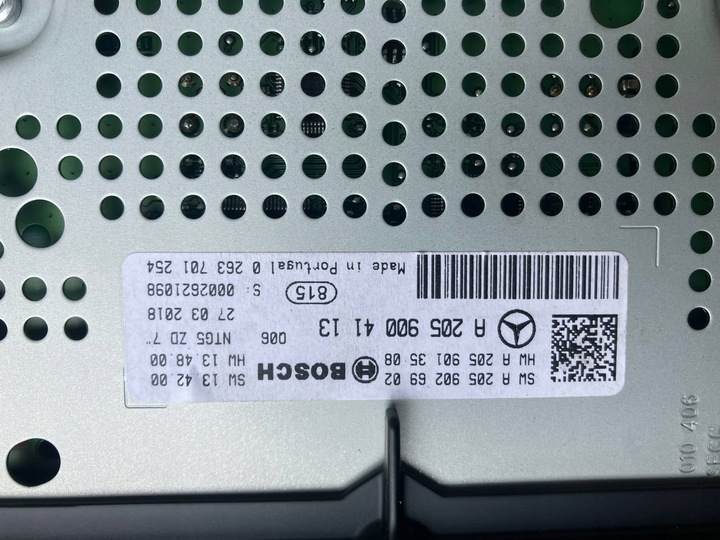 SW A 205 902 69 02 BOSCH SW 13 42 00
HW A 205 901 35 08 HW 13.48.00
A 205 900 41 13 Q06 NTG5 ZD 7"
27 03 2018
815 S: 0002621098
Made in Portugal 0 263 701 254
010 406